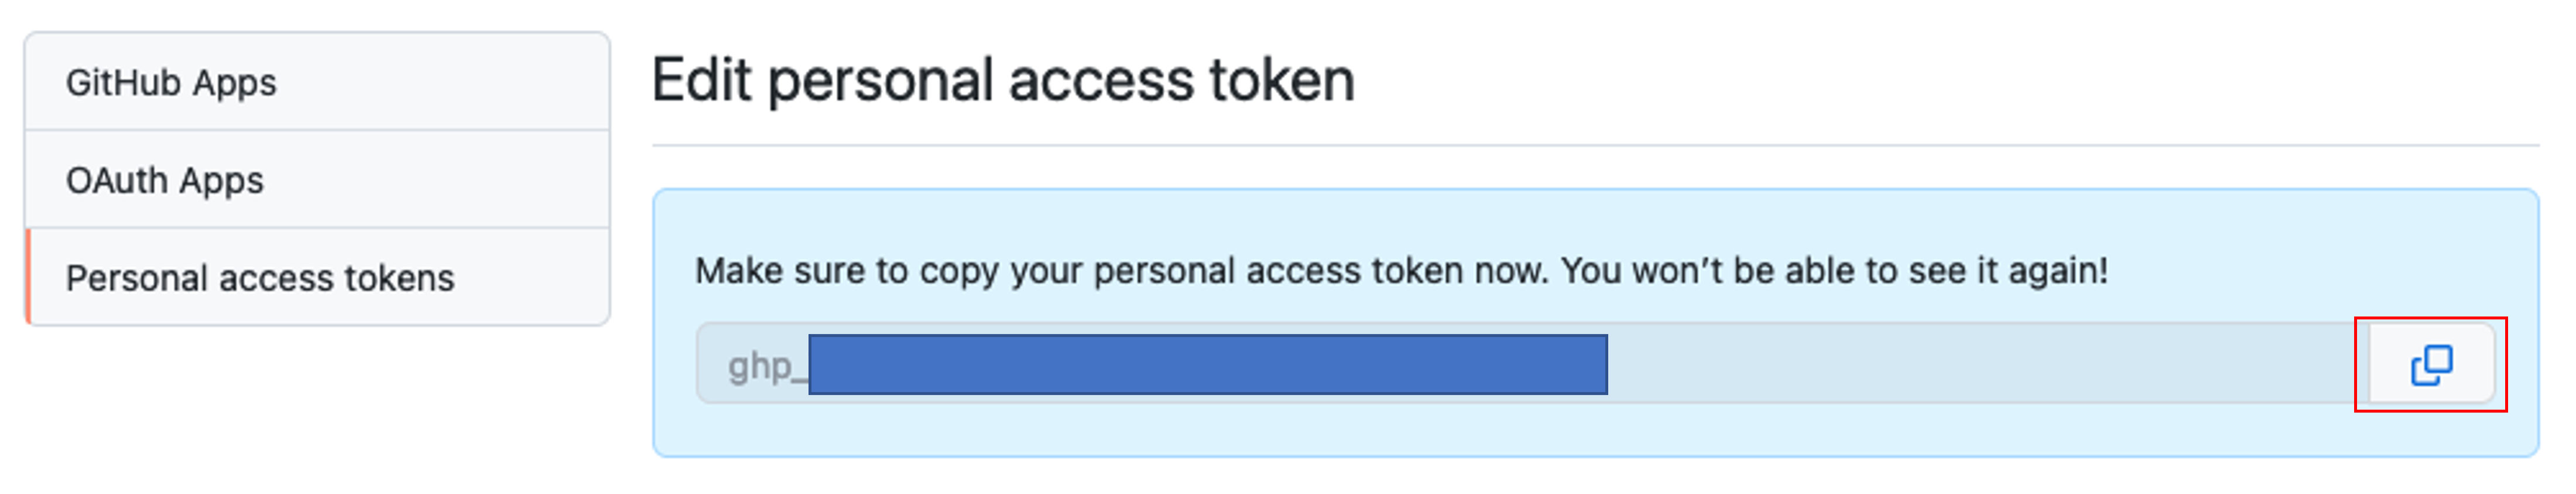 GitHub Apps
OAuth Apps
Personal access tokens
Edit personal access token
Make sure to copy your personal access token now. You won’t be able to see it again!
ghp_